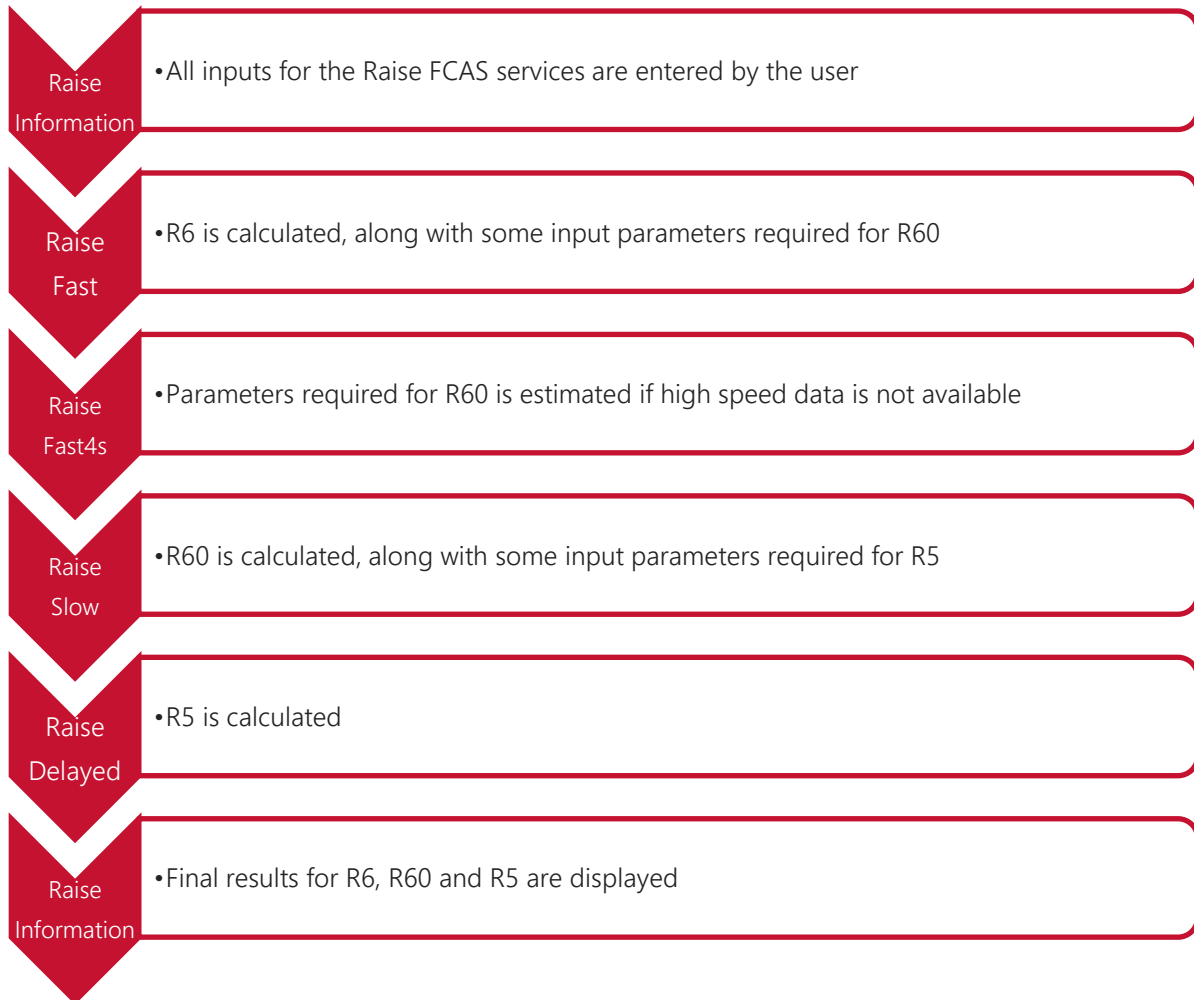 Raise
Information
•All inputs for the Raise FCAS services are entered by the user
Raise
Fast
•R6 is calculated, along with some input parameters required for R60
Raise
Fast4s
•Parameters required for R60 is estimated if high speed data is not available
Raise
Slow
•R60 is calculated, along with some input parameters required for R5
Raise
Delayed
•R5 is calculated
Raise
Information
•Final results for R6, R60 and R5 are displayed